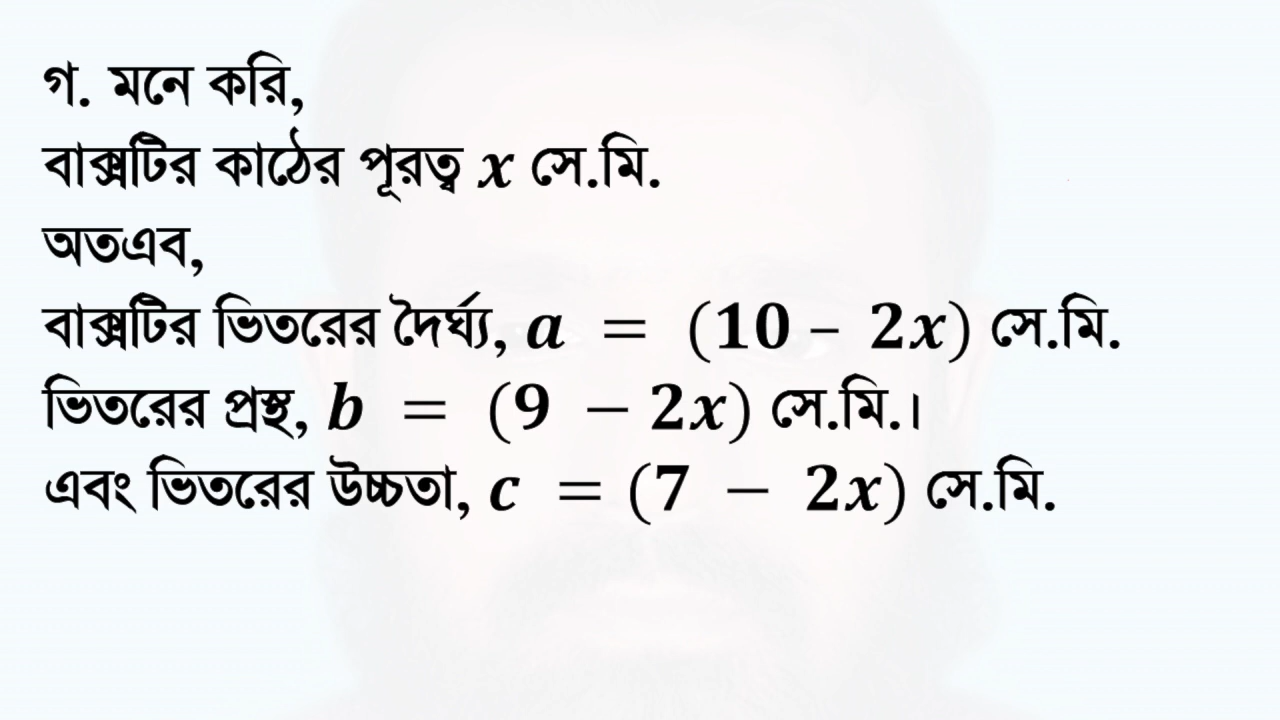 গ. মনে করি,
বাক্সটির কাঠের পূরত্ব x সে.মি.
অতএব,
বাক্সটির ভিতরের দৈর্ঘ্য, a = (10 – 2x) সে.মি.
ভিতরের প্রস্থ, b = (9 − 2x) সে.মি.।
এবং ভিতরের উচ্চতা, c = (7 − 2x) সে.মি.